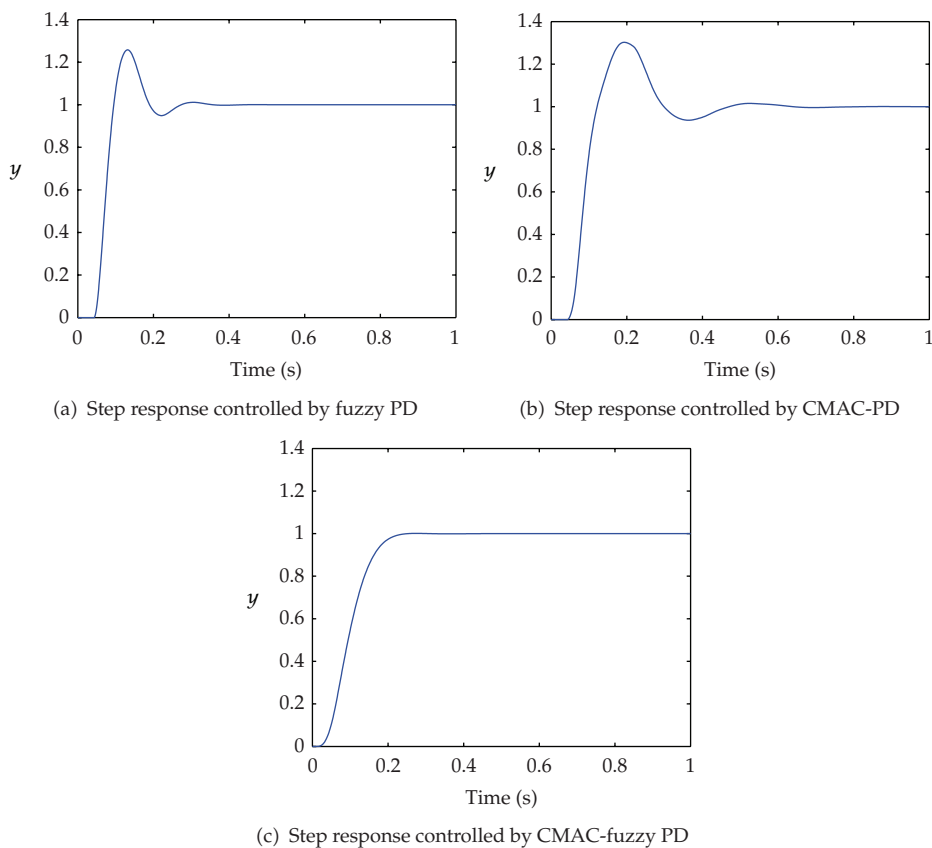 1.4
1.2
1
0.8
0.6
0.4
0.2
0
y
0 0.2 0.4 0.6 0.8 1
Time (s)
(a) Step response controlled by fuzzy PD
1.4
1.2
1
0.8
0.6
0.4
0.2
0
y
0 0.2 0.4 0.6 0.8 1
Time (s)
(b) Step response controlled by CMAC-PD
1.4
1.2
1
0.8
0.6
0.4
0.2
0
y
0 0.2 0.4 0.6 0.8 1
Time (s)
(c) Step response controlled by CMAC-fuzzy PD